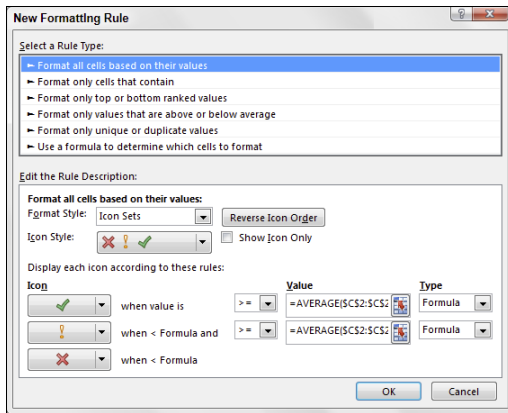 New Formatting Rule
Select a Rule Type:
► Format all cells based on their values
► Format only cells that contain
► Format only top or bottom ranked values
► Format only values that are above or below average
► Format only unique or duplicate values
► Use a formula to determine which cells to format
Edit the Rule Description:
Format all cells based on their values:
Format Style: Icon Sets Reverse Icon Order
Icon Style: Show Icon Only
Display each icon according to these rules:
Icon Value Type
when value is >= =AVERAGE($C$2:$C$2 Formula
when < Formula and >= =AVERAGE($C$2:$C$2 Formula
when < Formula
OK Cancel